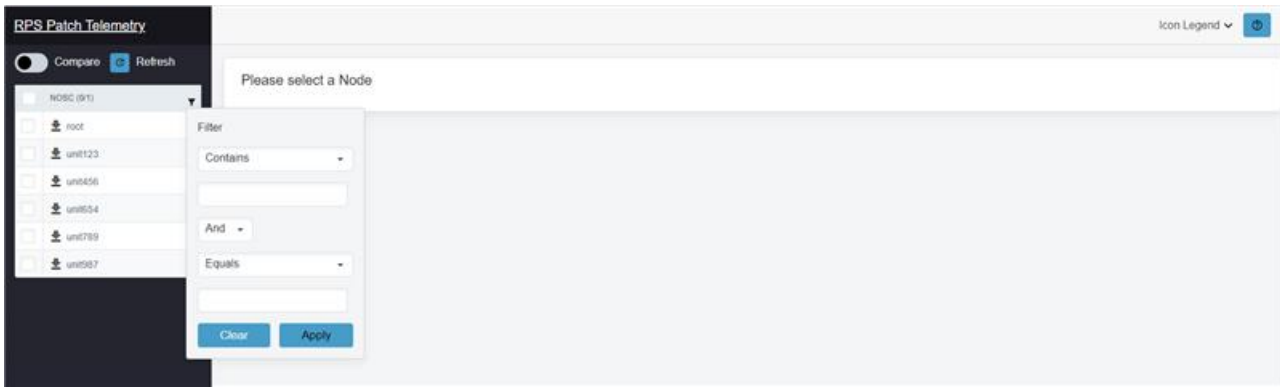 RPS Patch Telemetry
Icon Legend
Compare Refresh
Please select a Node
NOSC (0/1)
root
unit123
unit456
unit654
unit789
unit987
Filter
Contains
And
Equals
Clear Apply